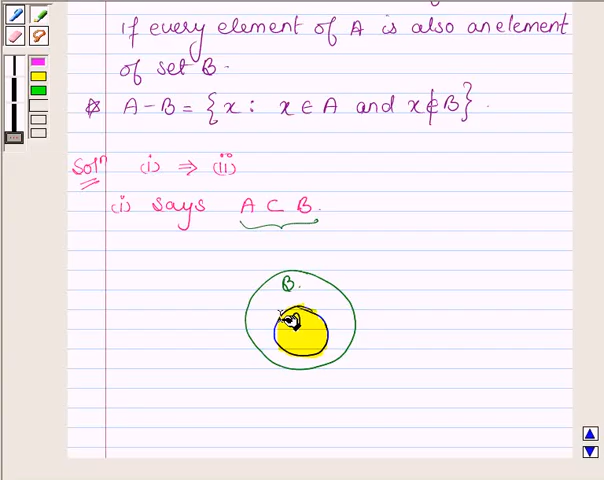 if every element of A is also an element
of set B.
* A - B = {x : x ∈ A and x ∉ B}.
Solⁿ (i) ⇒ (ii)
(i) says A ⊂ B.
B.